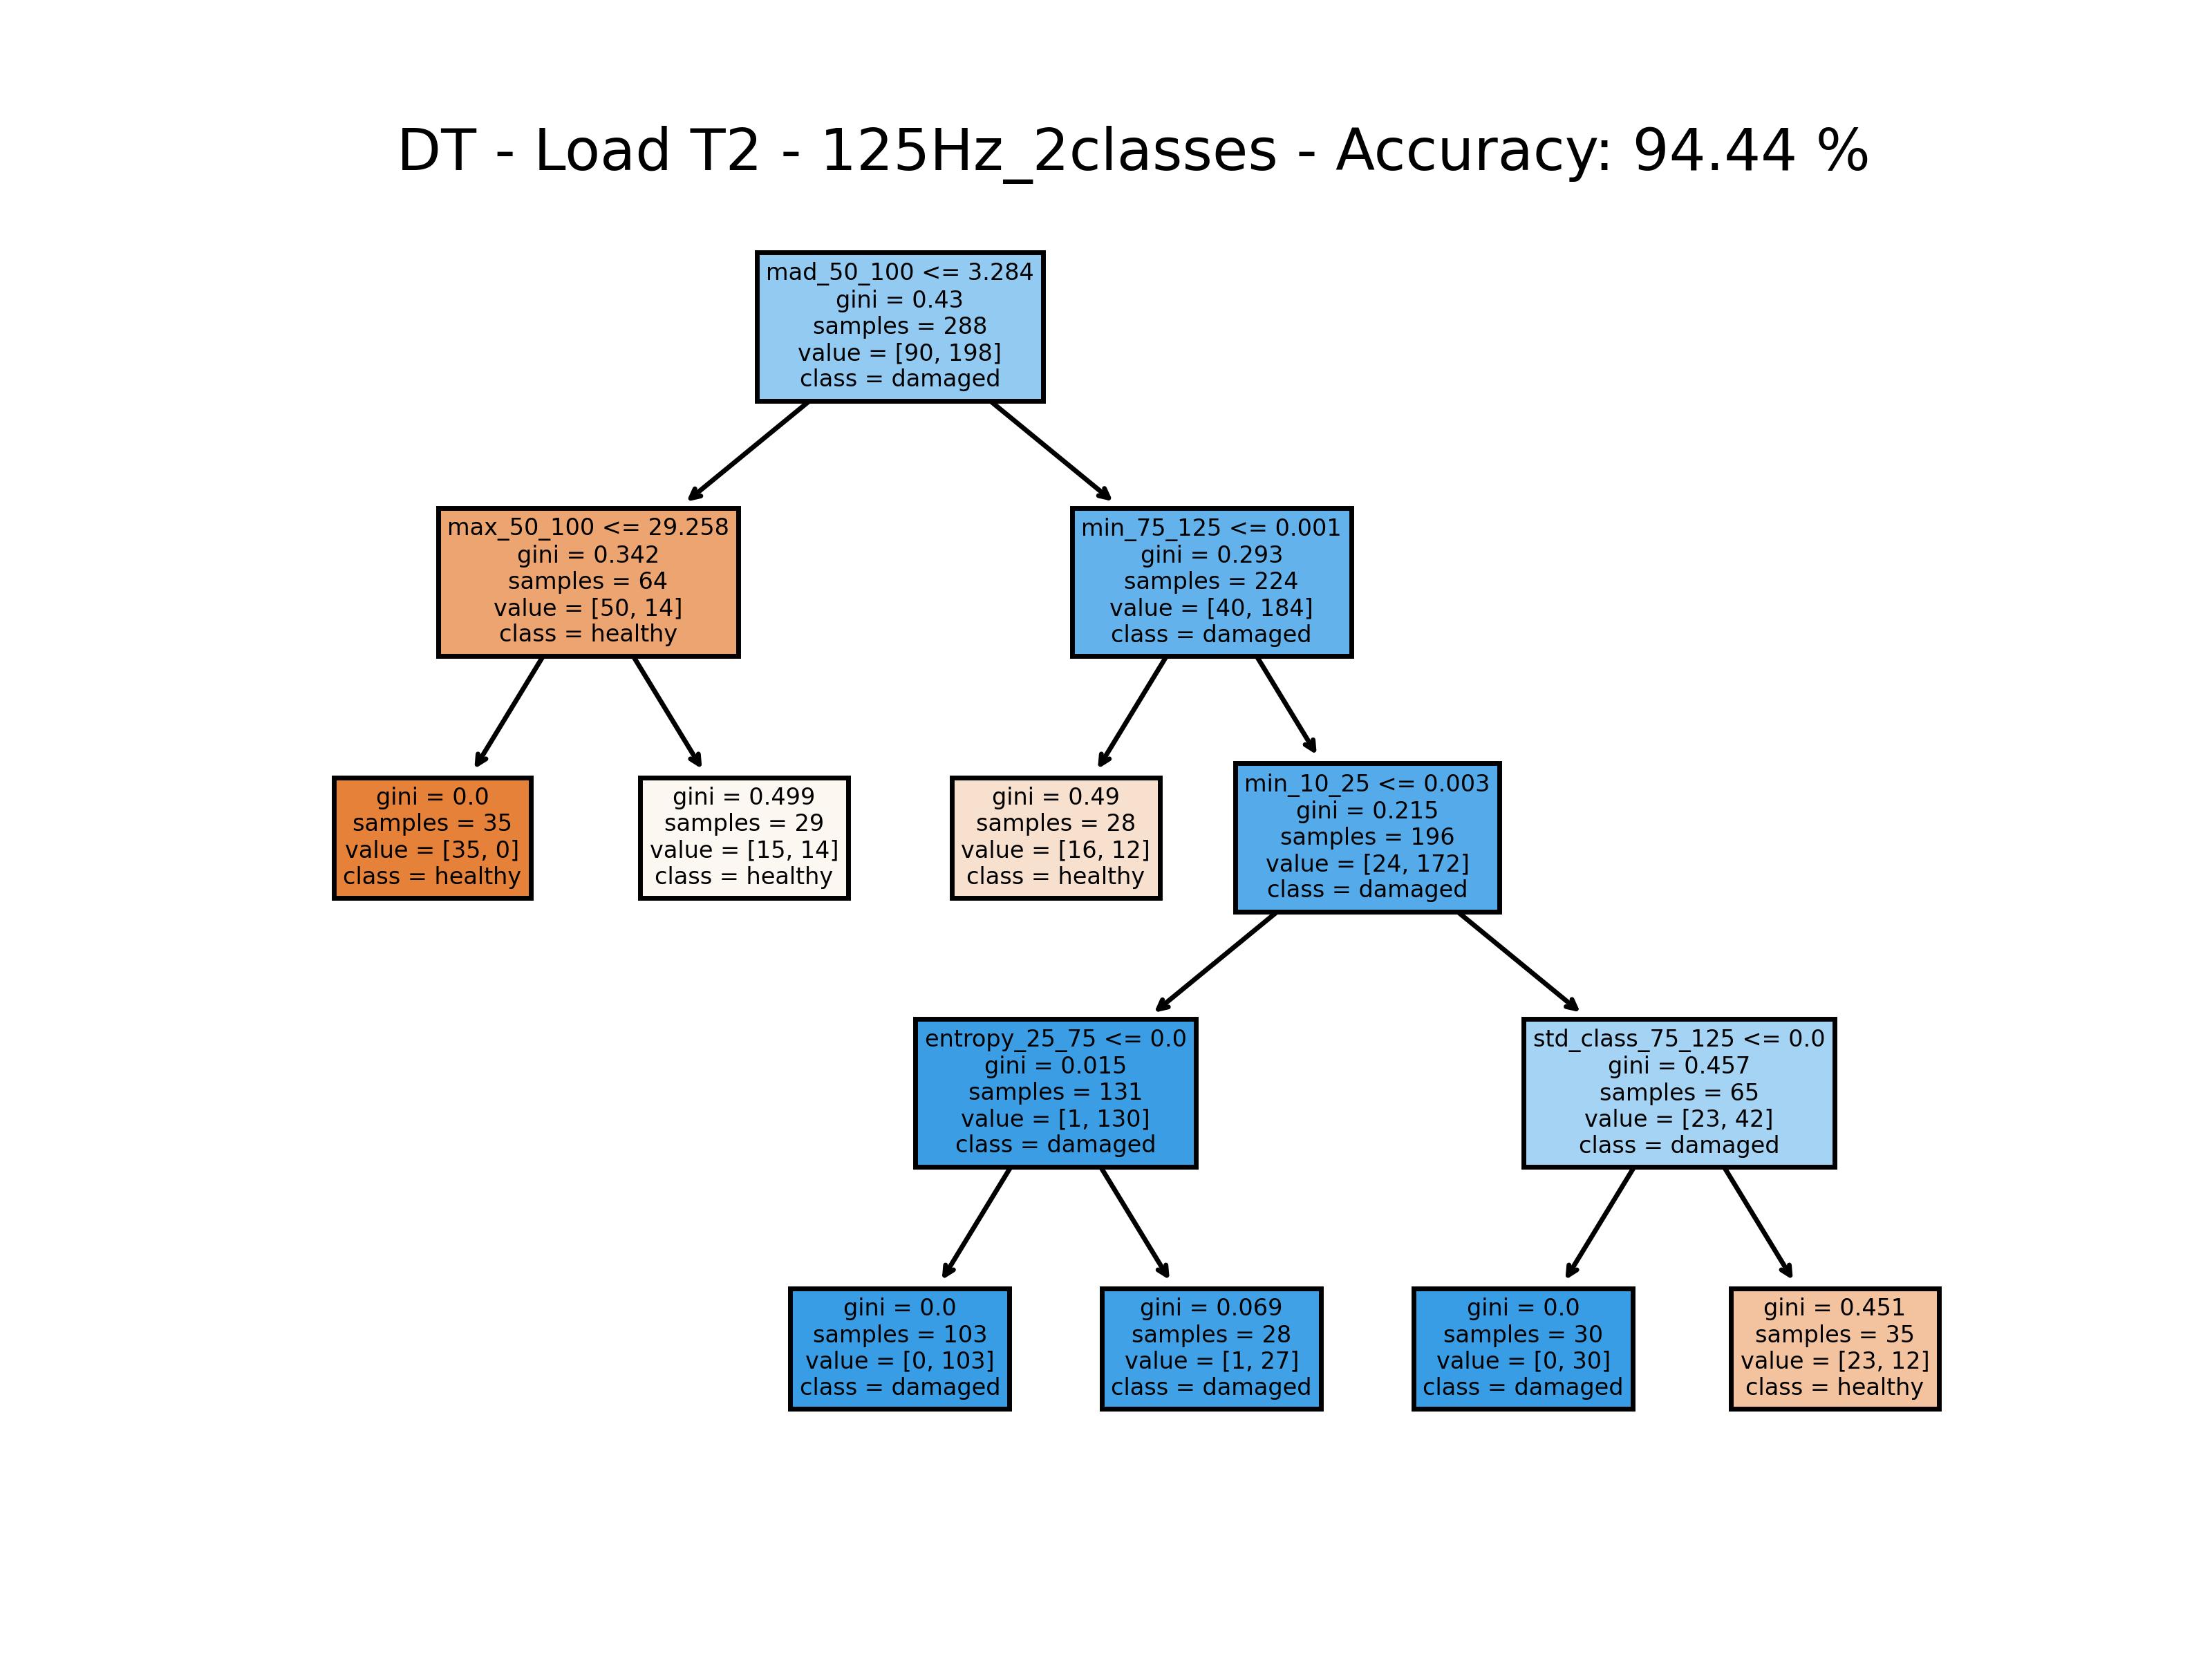 DT - Load T2 - 125Hz_2classes - Accuracy: 94.44 %
mad_50_100 <= 3.284
gini = 0.43
samples = 288
value = [90, 198]
class = damaged
max_50_100 <= 29.258
gini = 0.342
samples = 64
value = [50, 14]
class = healthy
min_75_125 <= 0.001
gini = 0.293
samples = 224
value = [40, 184]
class = damaged
gini = 0.0
samples = 35
value = [35, 0]
class = healthy
gini = 0.499
samples = 29
value = [15, 14]
class = healthy
gini = 0.49
samples = 28
value = [16, 12]
class = healthy
min_10_25 <= 0.003
gini = 0.215
samples = 196
value = [24, 172]
class = damaged
entropy_25_75 <= 0.0
gini = 0.015
samples = 131
value = [1, 130]
class = damaged
std_class_75_125 <= 0.0
gini = 0.457
samples = 65
value = [23, 42]
class = damaged
gini = 0.0
samples = 103
value = [0, 103]
class = damaged
gini = 0.069
samples = 28
value = [1, 27]
class = damaged
gini = 0.0
samples = 30
value = [0, 30]
class = damaged
gini = 0.451
samples = 35
value = [23, 12]
class = healthy